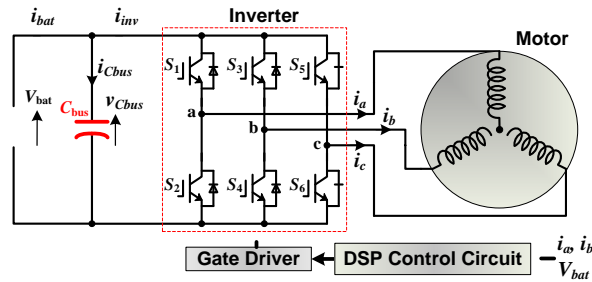 i_bat i_inv Inverter
Motor
i_Cbus
S_1 S_3 S_5
V_bat C_bus v_Cbus
a i_a
b i_b
c i_c
S_2 S_4 S_6
Gate Driver DSP Control Circuit i_a, i_b
V_bat